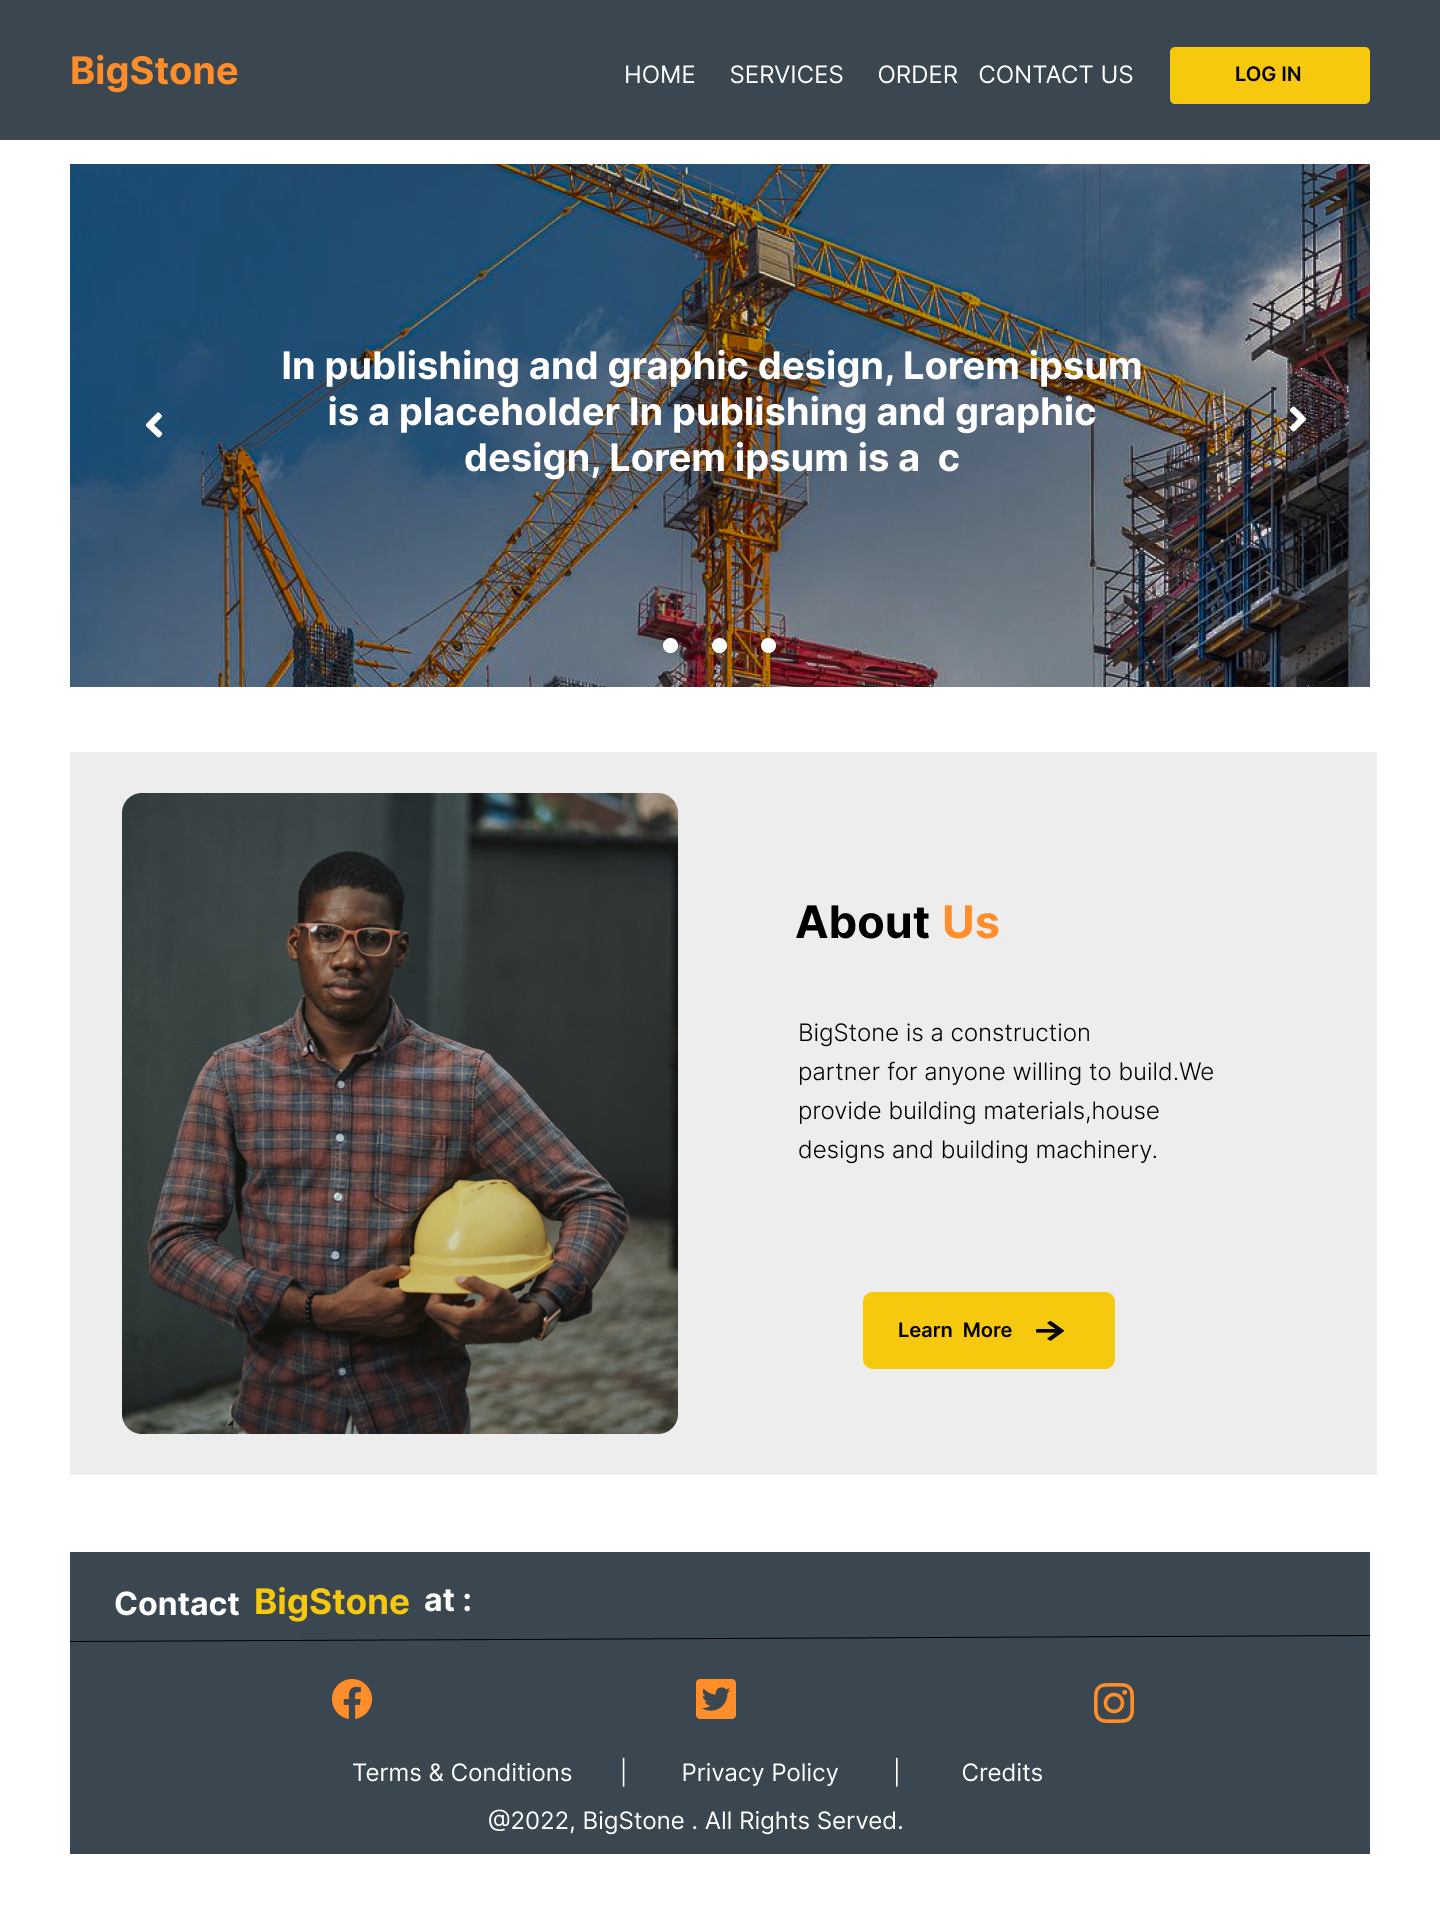 BigStone
HOME SERVICES ORDER CONTACT US LOG IN
In publishing and graphic design, Lorem ipsum
is a placeholder In publishing and graphic
design, Lorem ipsum is a c
About Us
BigStone is a construction
partner for anyone willing to build.We
provide building materials,house
designs and building machinery.
Learn More
Contact BigStone at :
Terms & Conditions | Privacy Policy | Credits
@2022, BigStone . All Rights Served.